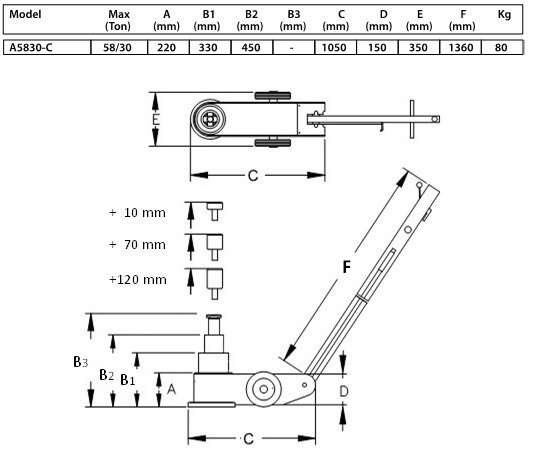 Model Max (Ton) A (mm) B1 (mm) B2 (mm) B3 (mm) C (mm) D (mm) E (mm) F (mm) Kg
A5830-C 58/30 220 330 450 - 1050 150 350 1360 80
E
C
+ 10 mm
+ 70 mm
+120 mm
F
B3 B2 B1 A D
C